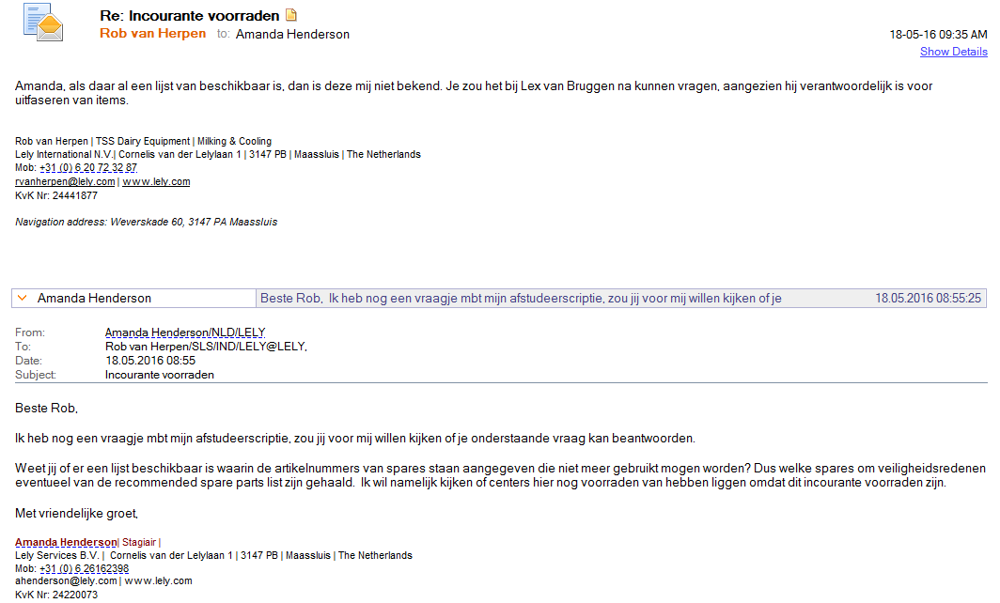 Re: Incourante voorraden
Rob van Herpen to: Amanda Henderson
18-05-16 09:35 AM
Show Details
Amanda, als daar al een lijst van beschikbaar is, dan is deze mij niet bekend. Je zou het bij Lex van Bruggen na kunnen vragen, aangezien hij verantwoordelijk is voor
uitfaseren van items.
Rob van Herpen | TSS Dairy Equipment | Milking & Cooling
Lely International N.V.| Cornelis van der Lelylaan 1 | 3147 PB | Maassluis | The Netherlands
Mob: +31 (0) 6 20 72 32 87
rvanherpen@lely.com | www.lely.com
KvK Nr: 24441877
Navigation address: Weverskade 60, 3147 PA Maassluis
Amanda Henderson Beste Rob, Ik heb nog een vraagje mbt mijn afstudeerscriptie, zou jij voor mij willen kijken of je 18.05.2016 08:55:25
From: Amanda Henderson/NLD/LELY
To: Rob van Herpen/SLS/IND/LELY@LELY,
Date: 18.05.2016 08:55
Subject: Incourante voorraden
Beste Rob,
Ik heb nog een vraagje mbt mijn afstudeerscriptie, zou jij voor mij willen kijken of je onderstaande vraag kan beantwoorden.
Weet jij of er een lijst beschikbaar is waarin de artikelnummers van spares staan aangegeven die niet meer gebruikt mogen worden? Dus welke spares om veiligheidsredenen
eventueel van de recommended spare parts list zijn gehaald. Ik wil namelijk kijken of centers hier nog voorraden van hebben liggen omdat dit incourante voorraden zijn.
Met vriendelijke groet,
Amanda Henderson| Stagiair |
Lely Services B.V. | Cornelis van der Lelylaan 1 | 3147 PB | Maassluis | The Netherlands
Mob: +31 (0) 6 26162398
ahenderson@lely.com | www.lely.com
KvK Nr: 24220073